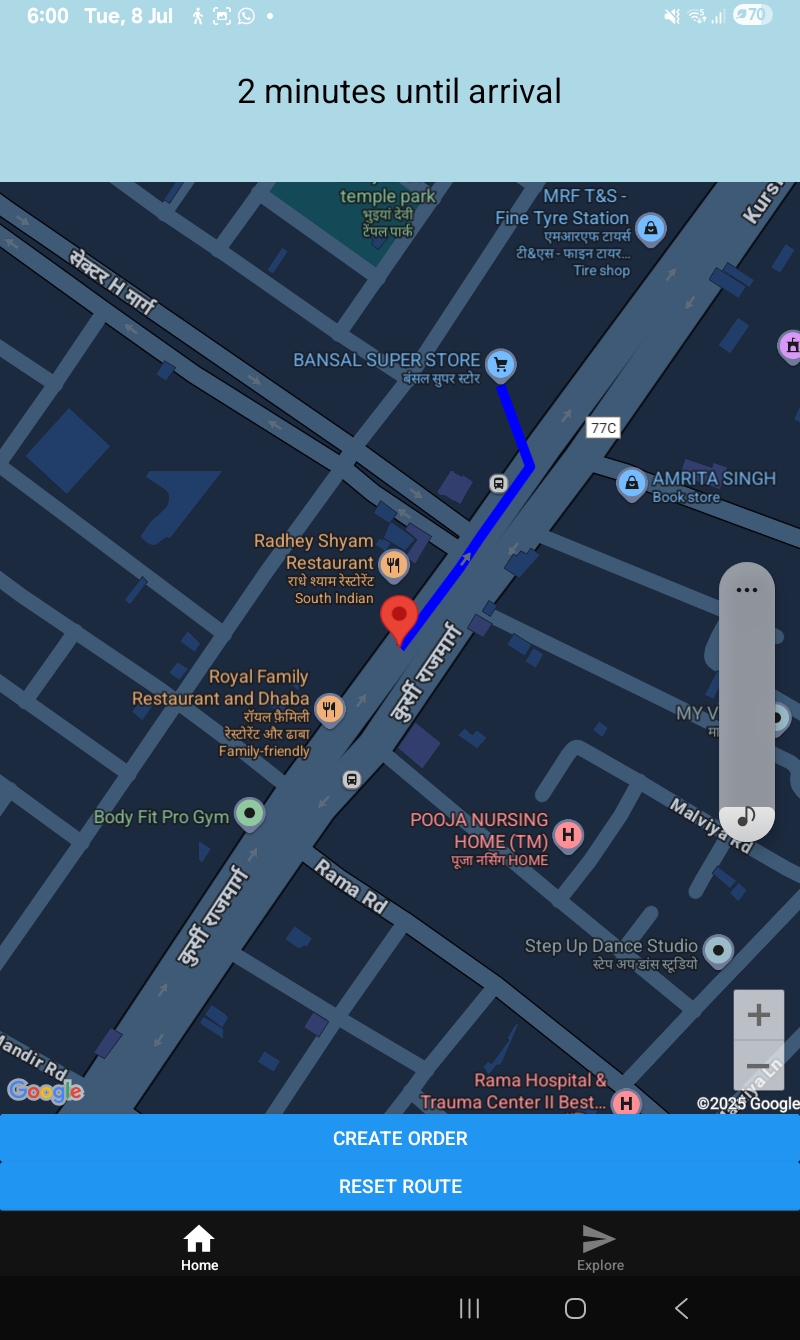 6:00 Tue, 8 Jul
70
2 minutes until arrival
temple park
भुइयां देवी
टेंपल पार्क
MRF T&S -
Fine Tyre Station
एमआरएफ टायर्स
टी&एस - फाइन टायर...
Tire shop
सेक्टर H मार्ग
BANSAL SUPER STORE
बंसल सुपर स्टोर
77C
AMRITA SINGH
Book store
Radhey Shyam
Restaurant
राधे श्याम रेस्टोरेंट
South Indian
कुर्सी राजमार्ग
Royal Family
Restaurant and Dhaba
रॉयल फ़ैमिली
रेस्टोरेंट और ढाबा
Family-friendly
MY V
Body Fit Pro Gym
POOJA NURSING
HOME (TM)
पूजा नर्सिंग HOME
Malviya Rd
Rama Rd
कुर्सी राजमार्ग
Step Up Dance Studio
स्टेप अप डांस स्टूडियो
Mandir Rd
Rama Hospital &
Trauma Center II Best...
Google
©2025 Google
CREATE ORDER
RESET ROUTE
Home
Explore